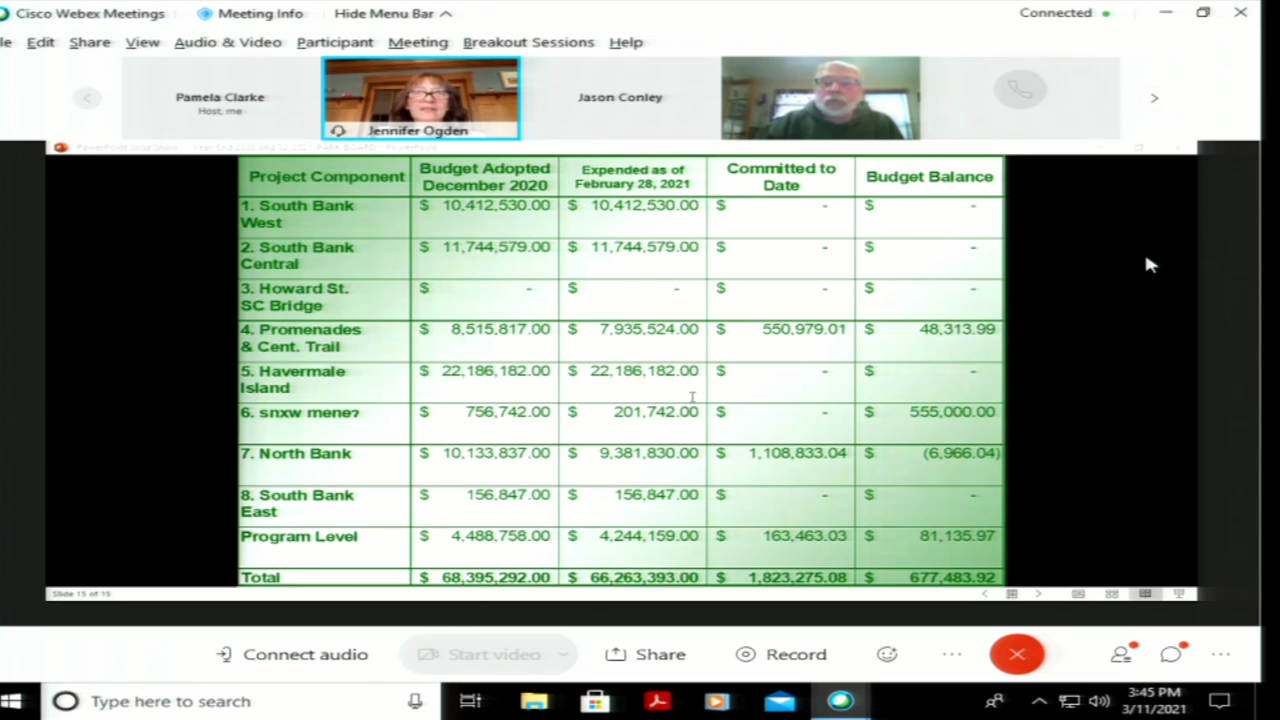 Cisco Webex Meetings Meeting Info Hide Menu Bar Connected
le Edit Share View Audio & Video Participant Meeting Breakout Sessions Help
Pamela Clarke
Host, me
Jennifer Ogden
Jason Conley
Project Component Budget Adopted December 2020 Expended as of February 28, 2021 Committed to Date Budget Balance
1. South Bank West $ 10,412,530.00 $ 10,412,530.00 $ - $ -
2. South Bank Central $ 11,744,579.00 $ 11,744,579.00 $ - $ -
3. Howard St. SC Bridge $ - $ - $ - $ -
4. Promenades & Cent. Trail $ 8,515,817.00 $ 7,935,524.00 $ 550,979.01 $ 48,313.99
5. Havermale Island $ 22,186,182.00 $ 22,186,182.00 $ - $ -
6. snxw mene? $ 756,742.00 $ 201,742.00 $ - $ 555,000.00
7. North Bank $ 10,133,837.00 $ 9,381,830.00 $ 1,108,833.04 $ (6,966.04)
8. South Bank East $ 156,847.00 $ 156,847.00 $ - $ -
Program Level $ 4,488,758.00 $ 4,244,159.00 $ 163,463.03 $ 81,135.97
Total $ 68,395,292.00 $ 66,263,393.00 $ 1,823,275.08 $ 677,483.92
Slide 15 of 15
Connect audio Start video Share Record
Type here to search
3:45 PM
3/11/2021